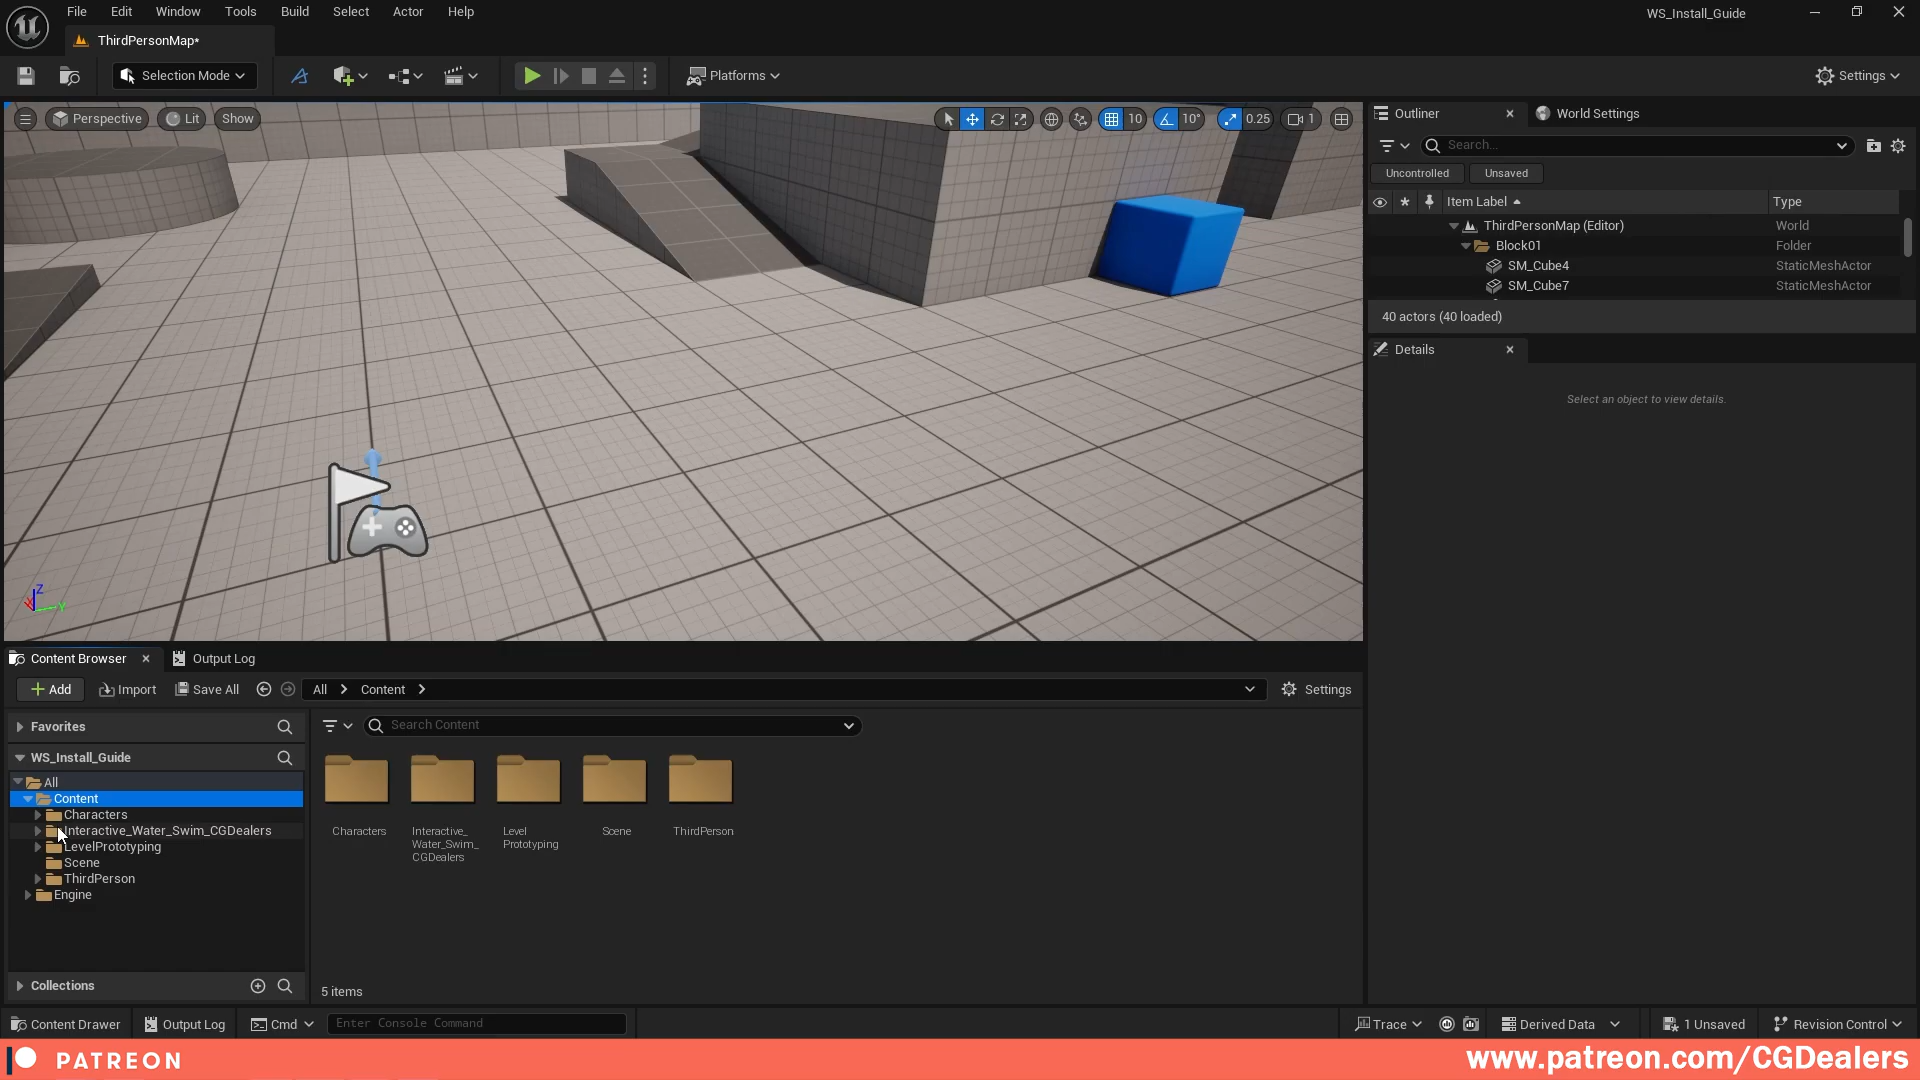 File Edit Window Tools Build Select Actor Help
WS_Install_Guide
ThirdPersonMap*
Selection Mode
Platforms
Settings
Perspective Lit Show
10 10° 0.25 1
Outliner
World Settings
Search...
Uncontrolled Unsaved
Item Label Type
ThirdPersonMap (Editor) World
Block01 Folder
SM_Cube4 StaticMeshActor
SM_Cube7 StaticMeshActor
40 actors (40 loaded)
Details
Select an object to view details.
Z
X
Y
Content Browser
Output Log
Add Import Save All All Content Settings
Favorites
Search Content
WS_Install_Guide
All
Content
Characters
Interactive_Water_Swim_CGDealers
LevelPrototyping
Scene
ThirdPerson
Engine
Characters
Interactive_
Water_Swim_
CGDealers
Level
Prototyping
Scene
ThirdPerson
Collections
5 items
Content Drawer Output Log Cmd Enter Console Command Trace Derived Data 1 Unsaved Revision Control
PATREON
www.patreon.com/CGDealers